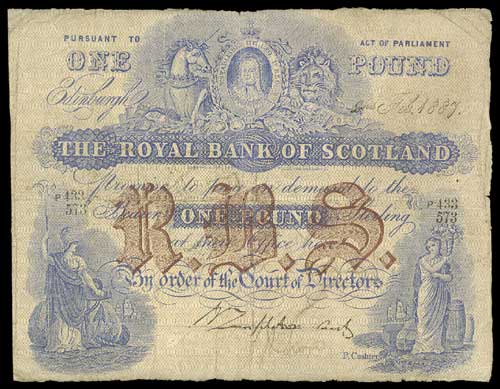 PURSUANT TO ACT OF PARLIAMENT
ONE POUND
Edinburgh Feb. 1887.
THE ROYAL BANK OF SCOTLAND
Promise to pay on demand to the
Bearer ONE POUND Sterling
P 433
573
P 433
573
R.B.S.
at their Office here
By order of the Court of Directors
P. Cashier